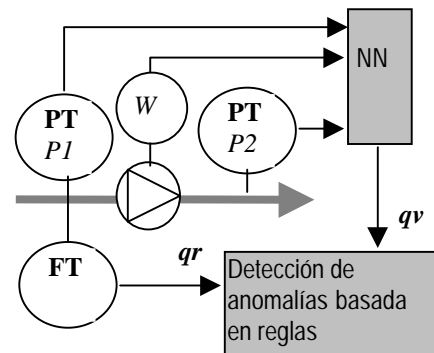 NN
PT
P1
W
PT
P2
qv
FT
qr
Detección de
anomalías basada
en reglas